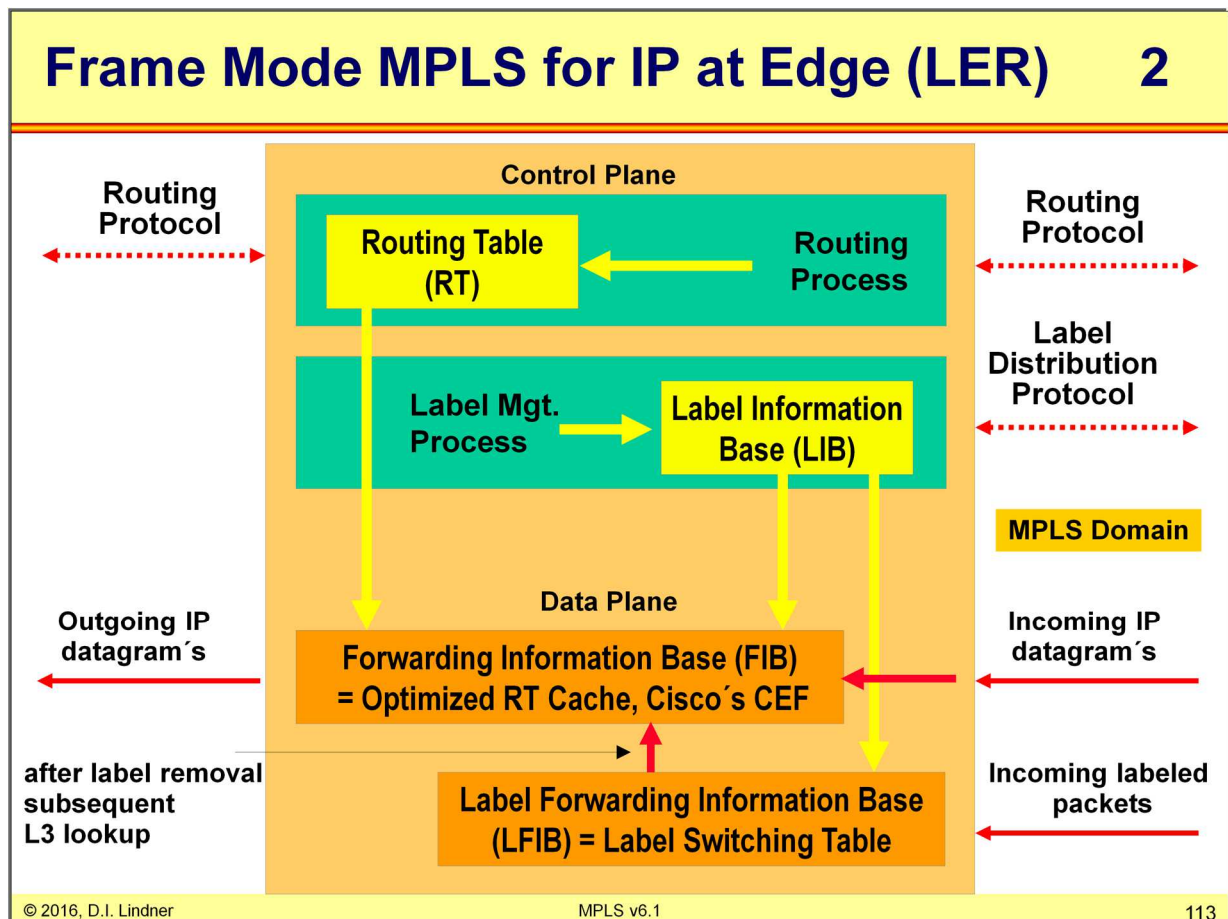 Frame Mode MPLS for IP at Edge (LER) 2
Control Plane
Routing
Protocol
Routing Table
(RT)
Routing
Process
Routing
Protocol
Label Mgt.
Process
Label Information
Base (LIB)
Label
Distribution
Protocol
MPLS Domain
Data Plane
Outgoing IP
datagram´s
Forwarding Information Base (FIB)
= Optimized RT Cache, Cisco´s CEF
Incoming IP
datagram´s
after label removal
subsequent
L3 lookup
Label Forwarding Information Base
(LFIB) = Label Switching Table
Incoming labeled
packets
© 2016, D.I. Lindner
MPLS v6.1
113